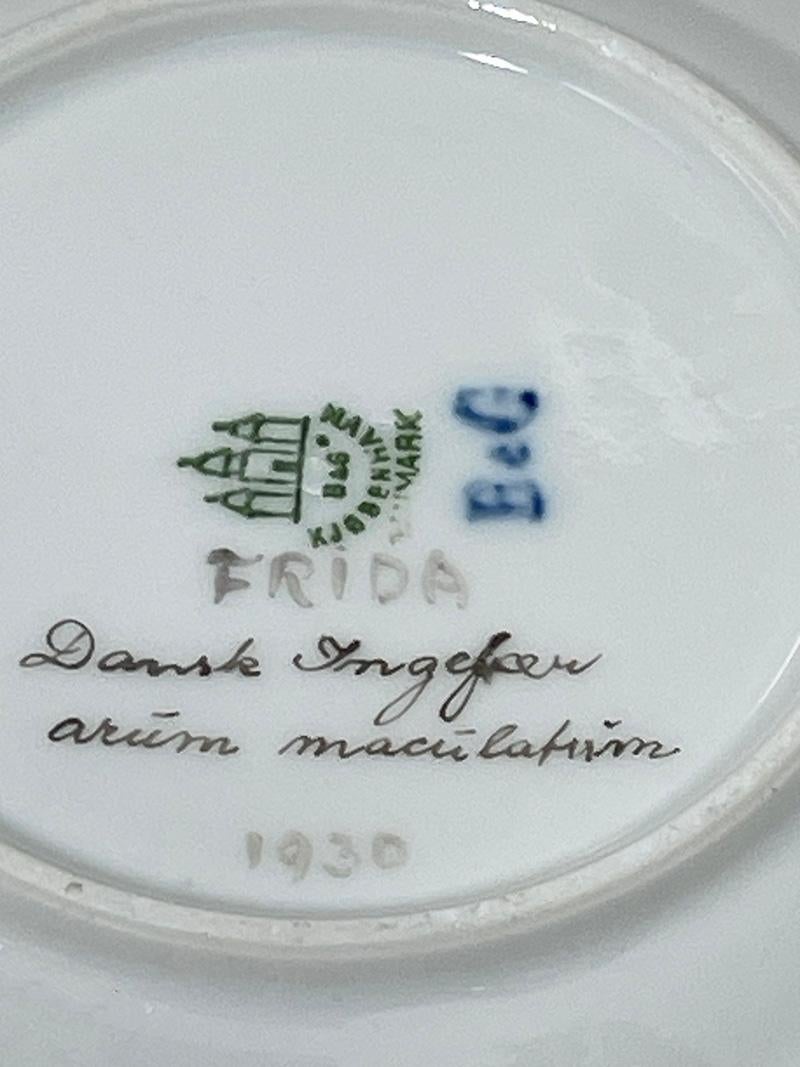 B&G
KJØBENHAVN
DANMARK
B&G
FRIDA
Dansk Ingefær
arum maculatum
1930